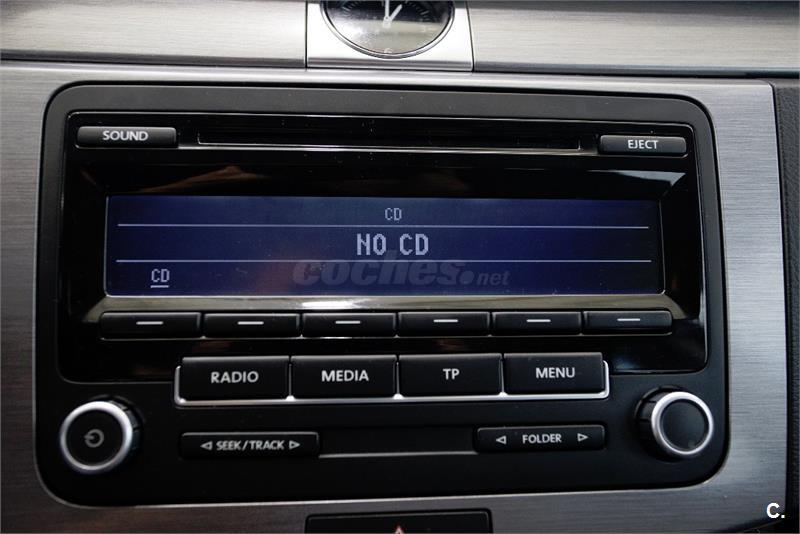 SOUND
EJECT
CD
NO CD
CD
coches.net
RADIO
MEDIA
TP
MENU
SEEK/TRACK
FOLDER
C.